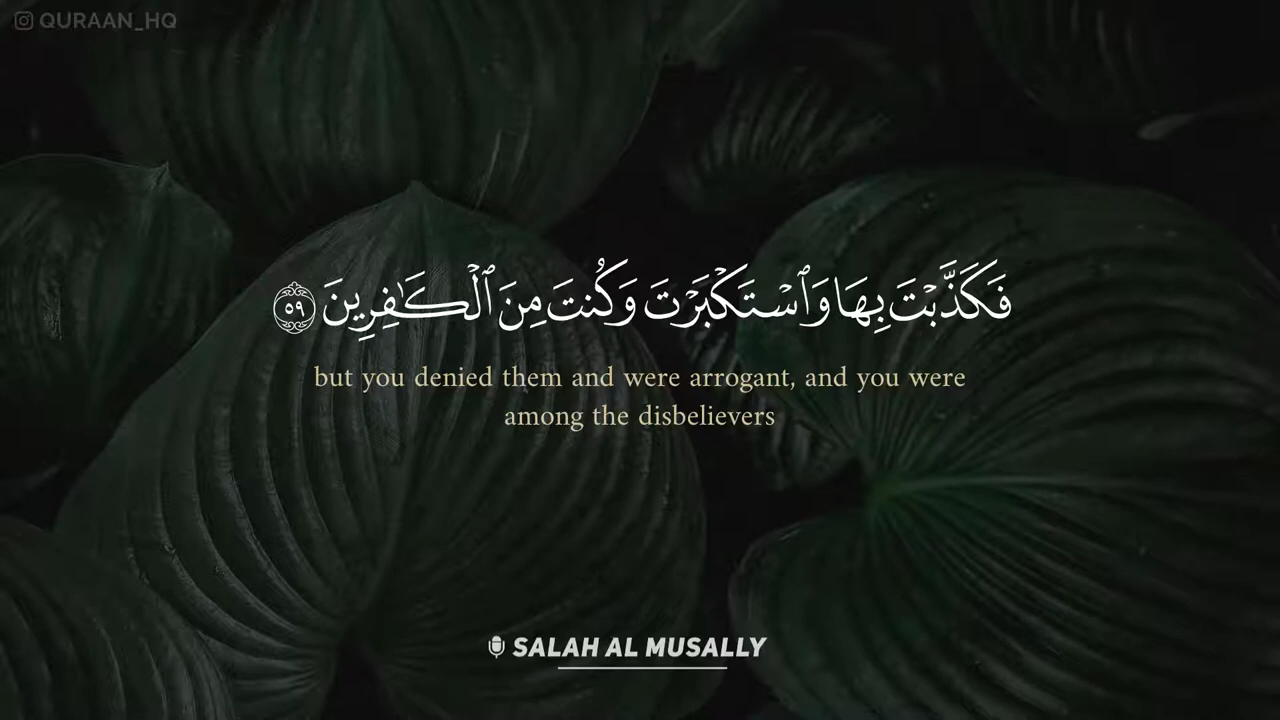 QURAAN_HQ
فَكَذَّبْتَ بِهَا وَٱسْتَكْبَرْتَ وَكُنتَ مِنَ ٱلْكَـٰفِرِينَ ٥٩
but you denied them and were arrogant, and you were
among the disbelievers
SALAH AL MUSALLY